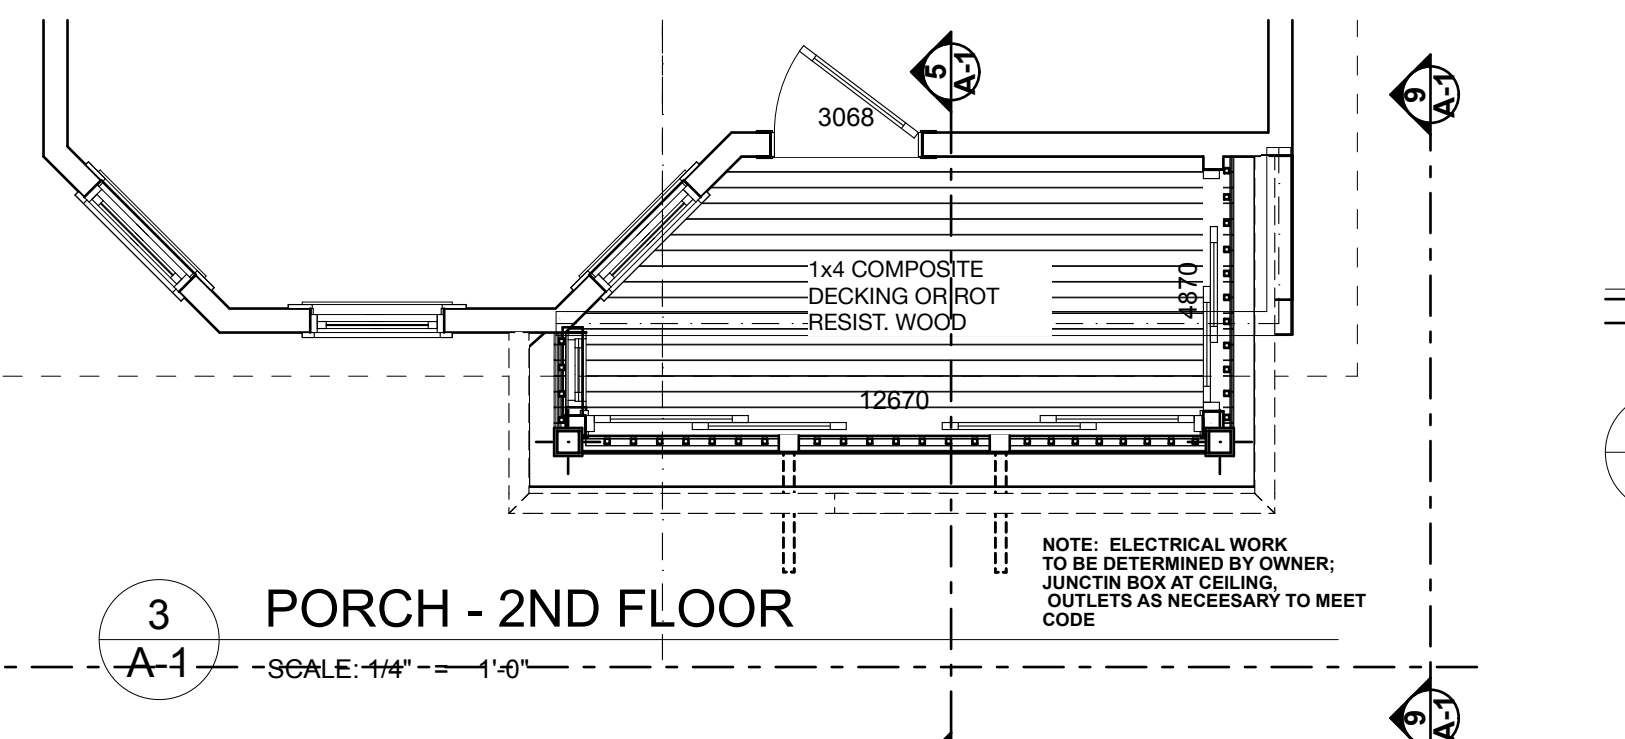 5
A-1
9
A-1
3068
1x4 COMPOSITE
DECKING OR ROT
RESIST. WOOD
4870
12670
NOTE: ELECTRICAL WORK
TO BE DETERMINED BY OWNER;
JUNCTIN BOX AT CEILING,
OUTLETS AS NECEESARY TO MEET
CODE
3
A-1
PORCH - 2ND FLOOR
SCALE: 1/4" = 1'-0"
9
A-1